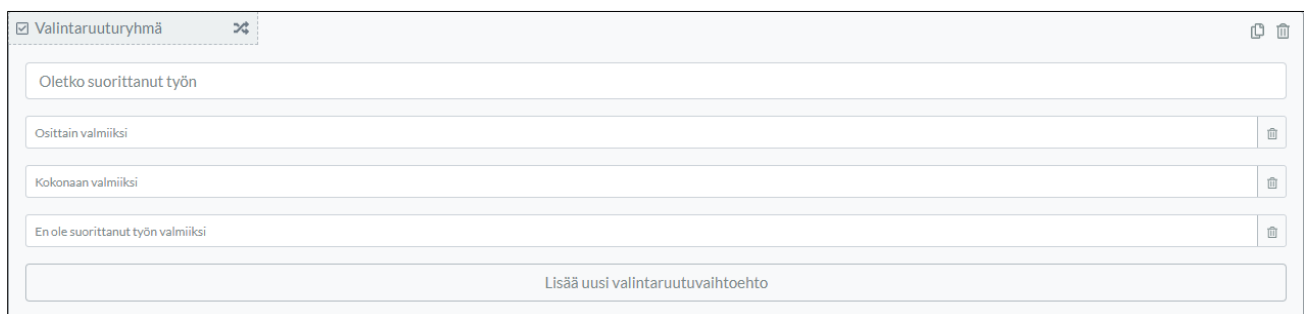 Valintaruuturyhmä
Oletko suorittanut työn
Osittain valmiiksi
Kokonaan valmiiksi
En ole suorittanut työn valmiiksi
Lisää uusi valintaruutuvaihtoehto